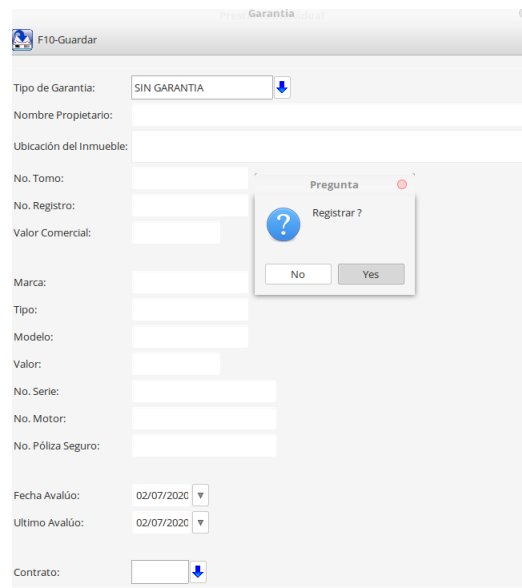 Garantia
F10-Guardar
Tipo de Garantia: SIN GARANTIA
Nombre Propietario:
Ubicación del Inmueble:
No. Tomo:
Pregunta
No. Registro:
Registrar ?
Valor Comercial:
No Yes
Marca:
Tipo:
Modelo:
Valor:
No. Serie:
No. Motor:
No. Póliza Seguro:
Fecha Avalúo: 02/07/2020
Ultimo Avalúo: 02/07/2020
Contrato: